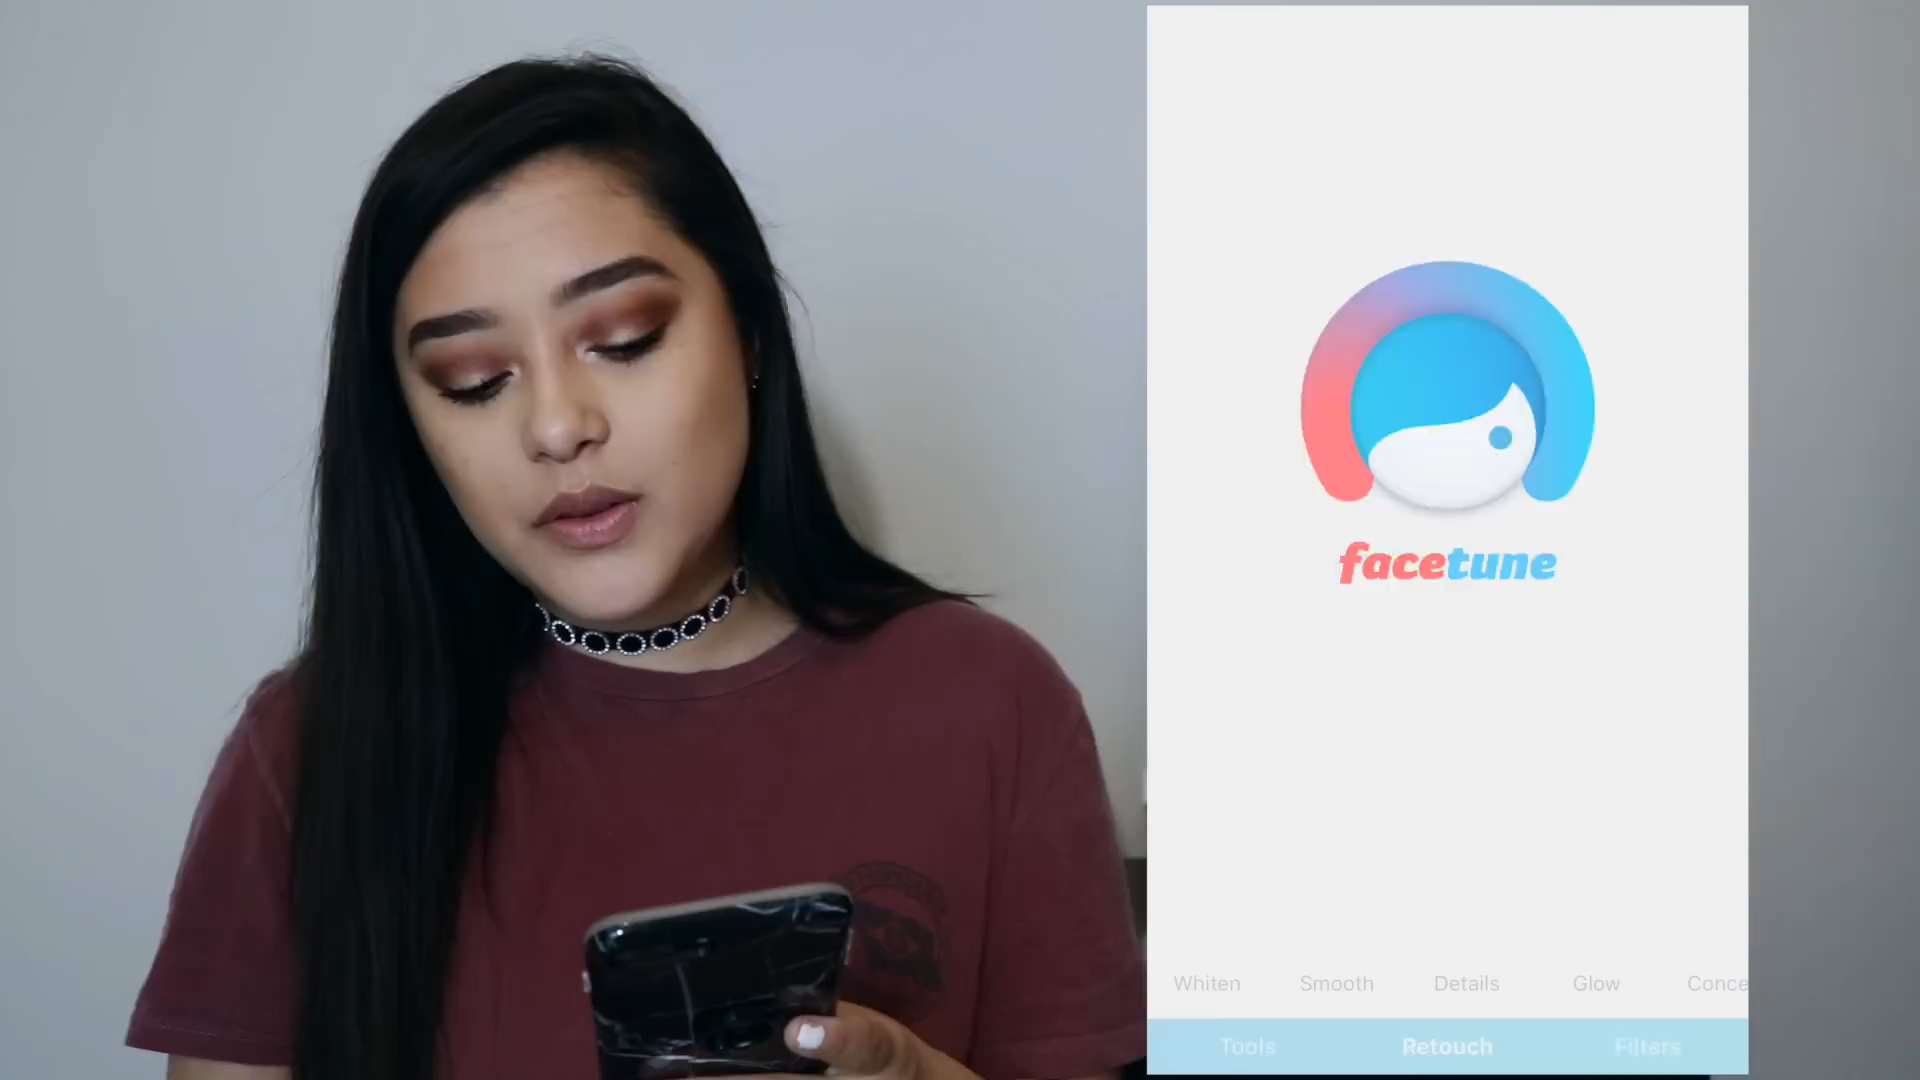 facetune
Whiten Smooth Details Glow Conce
Tools Retouch Filters